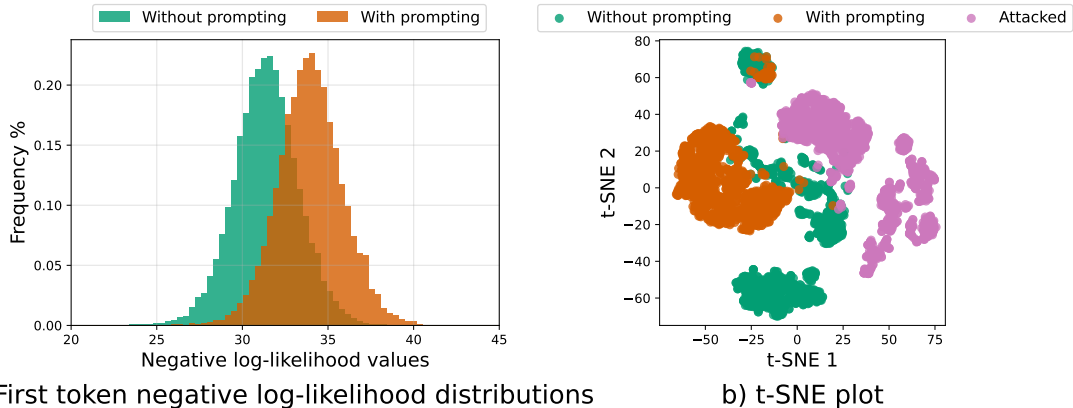 Without prompting
With prompting
0.20
0.15
0.10
0.05
0.00
Frequency %
20
25
30
35
40
45
Negative log-likelihood values
First token negative log-likelihood distributions
Without prompting
With prompting
Attacked
80
60
40
20
0
−20
−40
−60
t-SNE 2
−50
−25
0
25
50
75
t-SNE 1
b) t-SNE plot